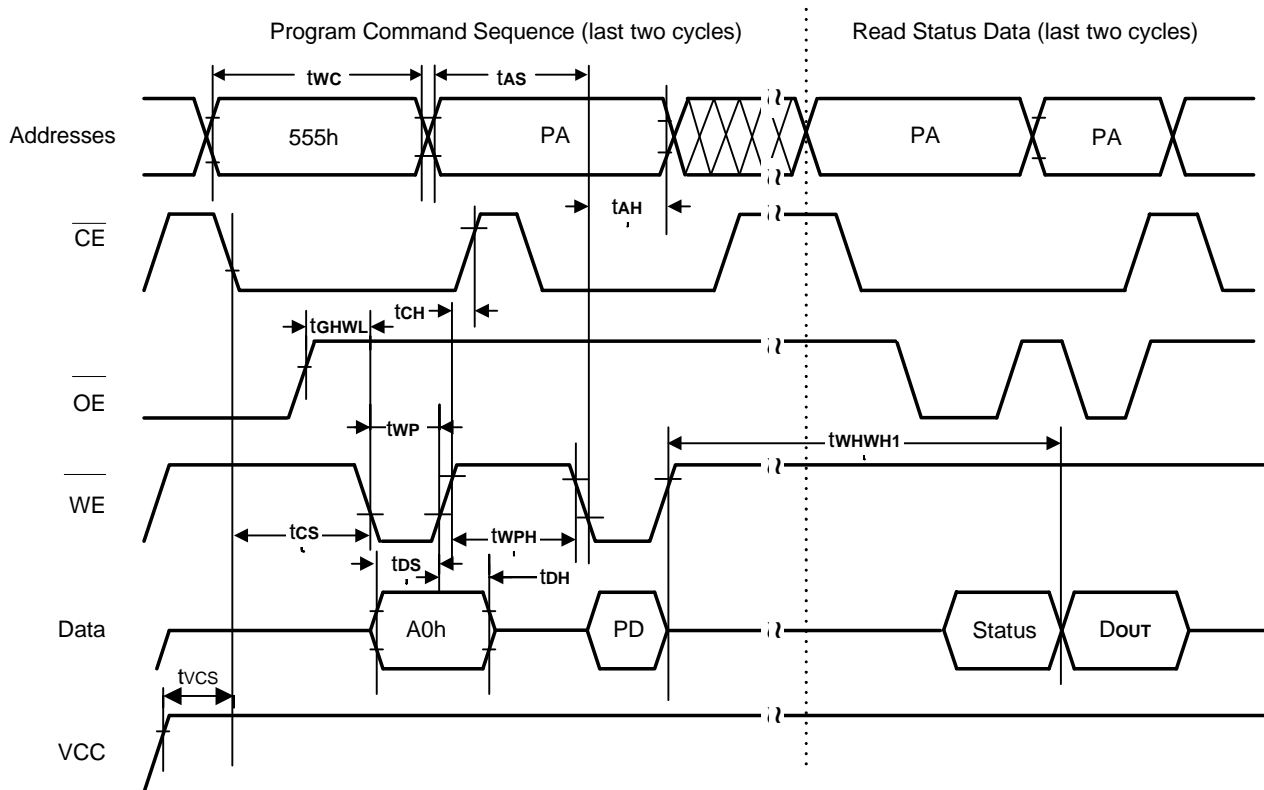 Program Command Sequence (last two cycles)
Read Status Data (last two cycles)
tWC
tAS
Addresses
555h
PA
PA
PA
tAH
CE
tCH
tGHWL
OE
tWP
tWHWH1
WE
tCS
tWPH
tDS
tDH
Data
A0h
PD
Status
DOUT
tVCS
VCC